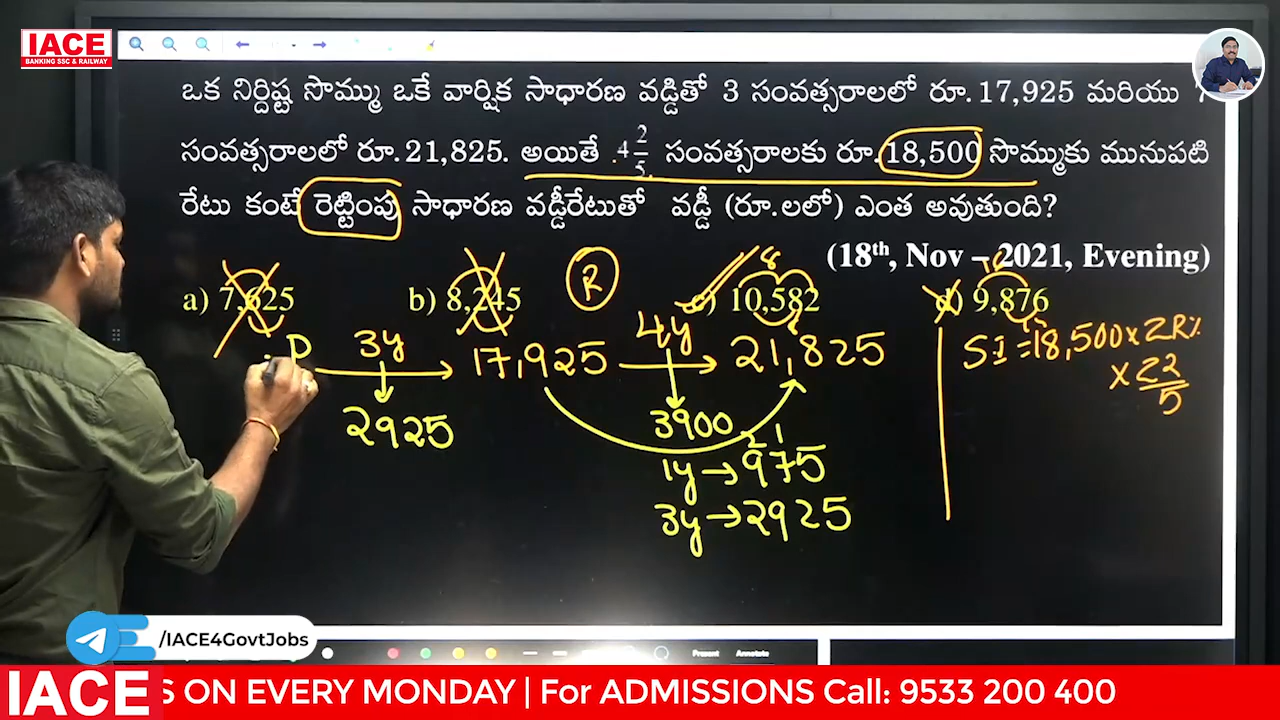 IACE
BANKING SSC & RAILWAY
ఒక నిర్దిష్ట సొమ్ము ఒకే వార్షిక సాధారణ వడ్డితో 3 సంవత్సరాలలో రూ.17,925 మరియు 7
సంవత్సరాలలో రూ.21,825. అయితే 4 2/5 సంవత్సరాలకు రూ.18,500 సొమ్ముకు మునుపటి
రేటు కంటే రెట్టింపు సాధారణ వడ్డీరేటుతో వడ్డీ (రూ.లలో) ఎంత అవుతుంది?
(18th, Nov – 2021, Evening)
a) 7,625 b) 8,245 R c) 10,582 d) 9,876
P 3y 17,925 4y 21,825
2925 3900
1y → 975
3y → 2925
SI = 18,500 x 2R%
x 22/5
/IACE4GovtJobs
Present Annotate
IACE S ON EVERY MONDAY | For ADMISSIONS Call: 9533 200 400